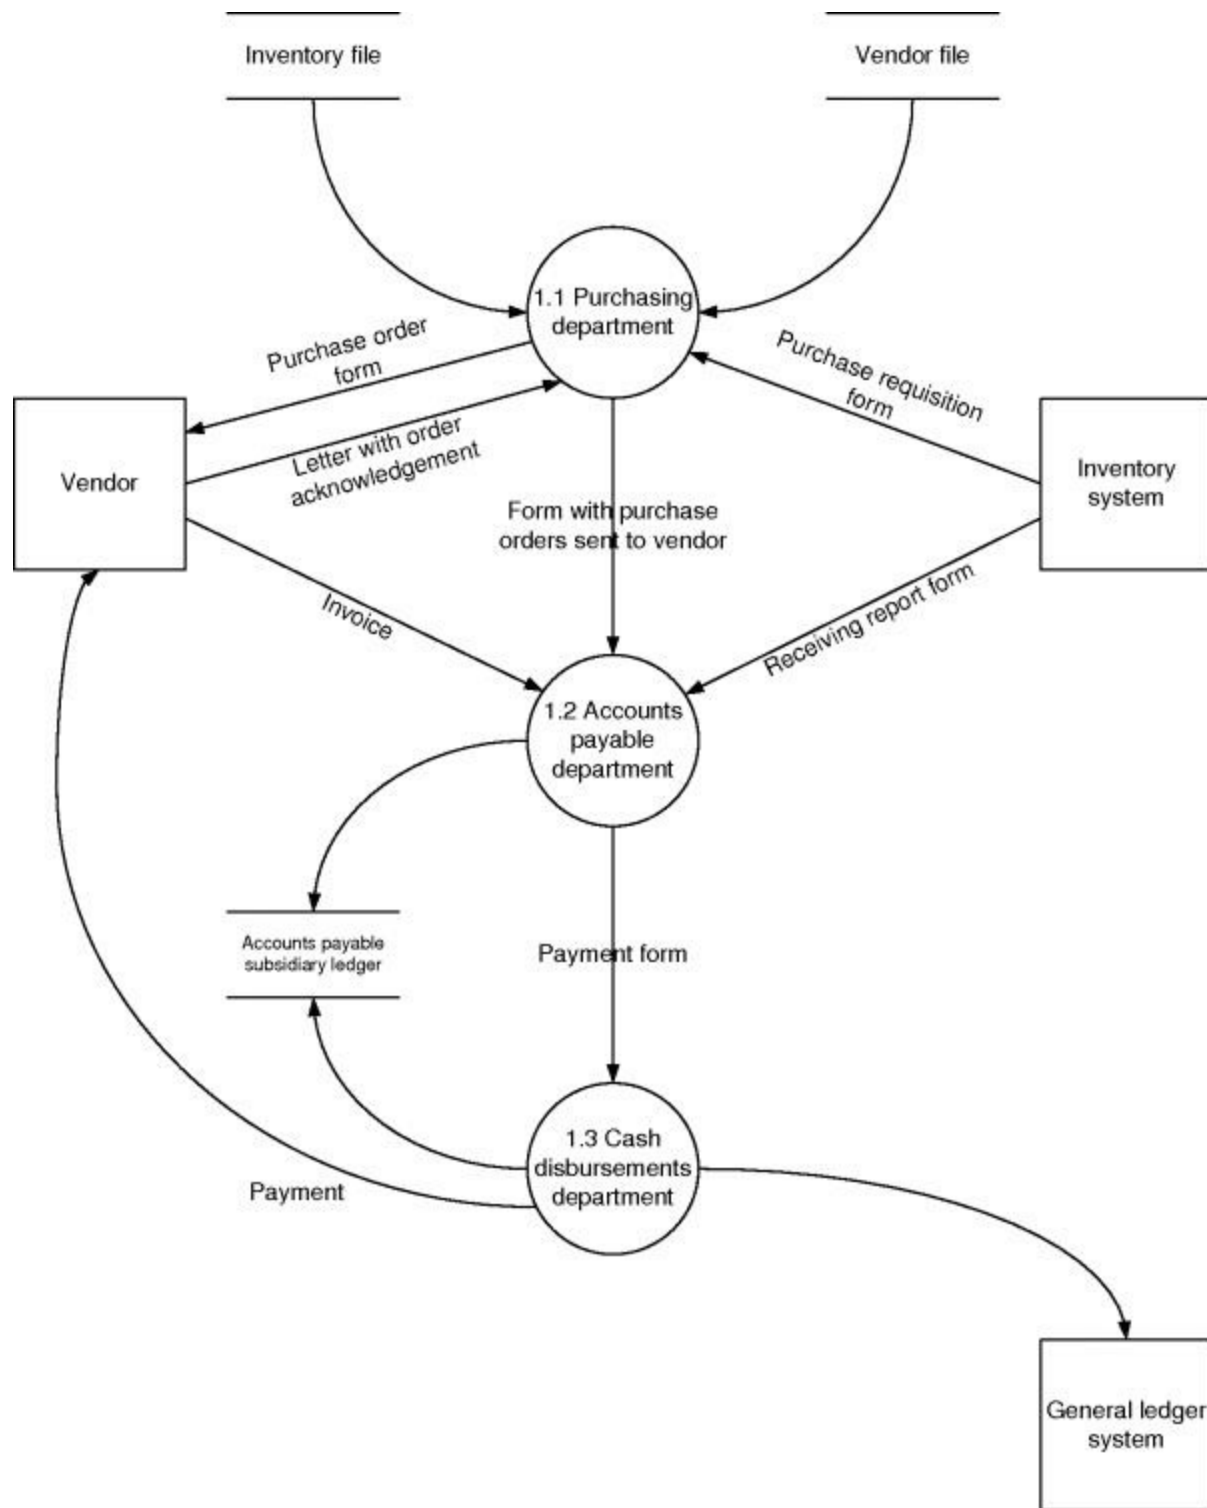 Inventory file
Vendor file
1.1 Purchasing
department
Purchase order
form
Purchase requisition
form
Letter with order
acknowledgement
Vendor
Inventory
system
Form with purchase
orders sent to vendor
Invoice
Receiving report form
1.2 Accounts
payable
department
Accounts payable
subsidiary ledger
Payment form
1.3 Cash
disbursements
department
Payment
General ledger
system